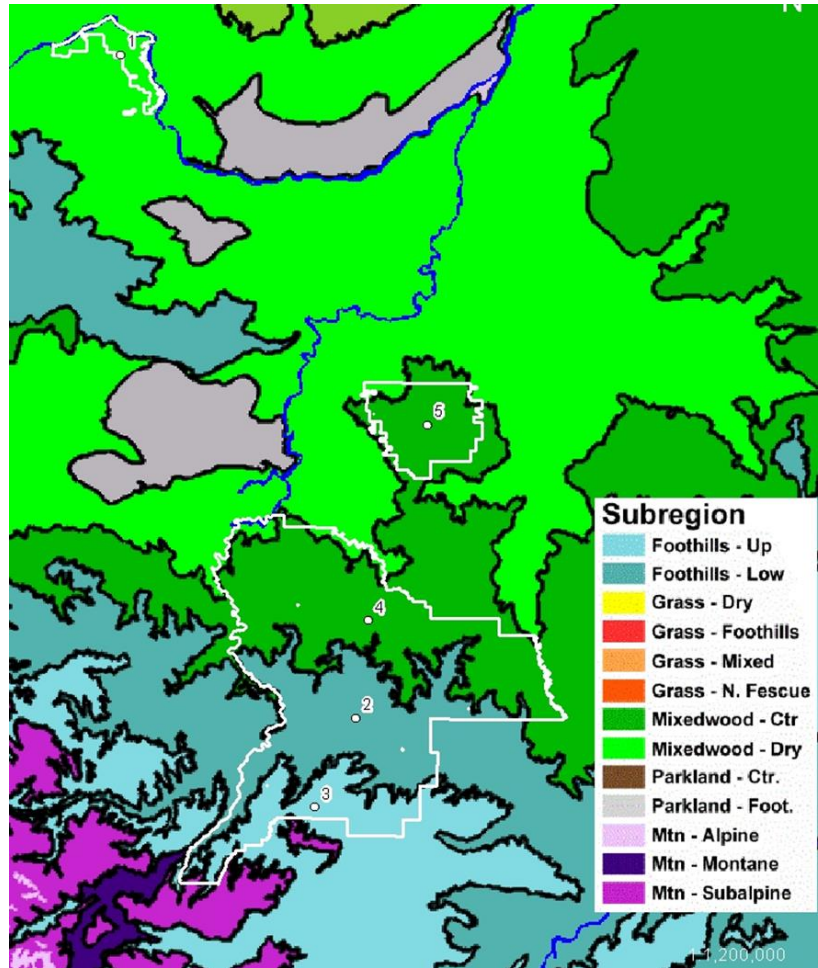 N
1
5
4
2
3
Subregion
Foothills - Up
Foothills - Low
Grass - Dry
Grass - Foothills
Grass - Mixed
Grass - N. Fescue
Mixedwood - Ctr
Mixedwood - Dry
Parkland - Ctr.
Parkland - Foot.
Mtn - Alpine
Mtn - Montane
Mtn - Subalpine
1:1,200,000